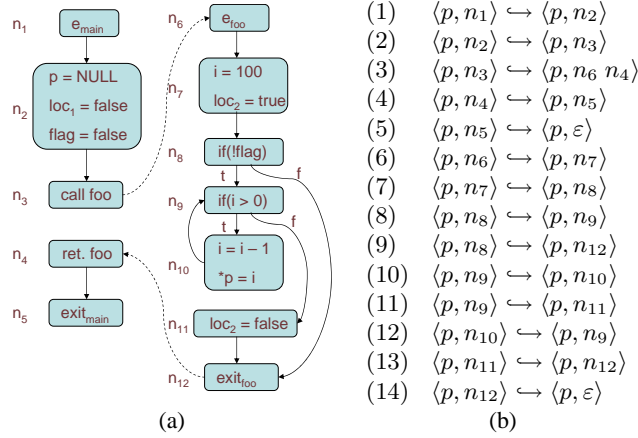 n₁ e_main
n₂ p = NULL
loc₁ = false
flag = false
n₃ call foo
n₄ ret. foo
n₅ exit_main
n₆ e_foo
n₇ i = 100
loc₂ = true
n₈ if(!flag)
t f
n₉ if(i > 0)
t f
n₁₀ i = i − 1
*p = i
n₁₁ loc₂ = false
n₁₂ exit_foo
(a)
(1) ⟨p, n₁⟩ ↪ ⟨p, n₂⟩
(2) ⟨p, n₂⟩ ↪ ⟨p, n₃⟩
(3) ⟨p, n₃⟩ ↪ ⟨p, n₆ n₄⟩
(4) ⟨p, n₄⟩ ↪ ⟨p, n₅⟩
(5) ⟨p, n₅⟩ ↪ ⟨p, ε⟩
(6) ⟨p, n₆⟩ ↪ ⟨p, n₇⟩
(7) ⟨p, n₇⟩ ↪ ⟨p, n₈⟩
(8) ⟨p, n₈⟩ ↪ ⟨p, n₉⟩
(9) ⟨p, n₈⟩ ↪ ⟨p, n₁₂⟩
(10) ⟨p, n₉⟩ ↪ ⟨p, n₁₀⟩
(11) ⟨p, n₉⟩ ↪ ⟨p, n₁₁⟩
(12) ⟨p, n₁₀⟩ ↪ ⟨p, n₉⟩
(13) ⟨p, n₁₁⟩ ↪ ⟨p, n₁₂⟩
(14) ⟨p, n₁₂⟩ ↪ ⟨p, ε⟩
(b)